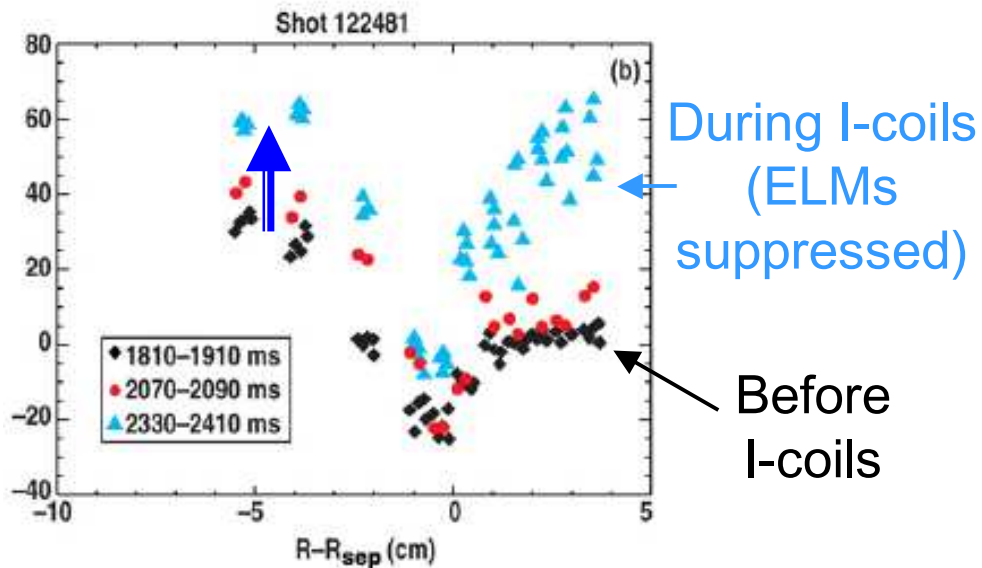 Shot 122481
80
60
40
20
0
−20
−40
(b)
1810–1910 ms
2070–2090 ms
2330–2410 ms
−10
−5
0
5
R−Rsep (cm)
During I-coils
(ELMs
suppressed)
Before
I-coils